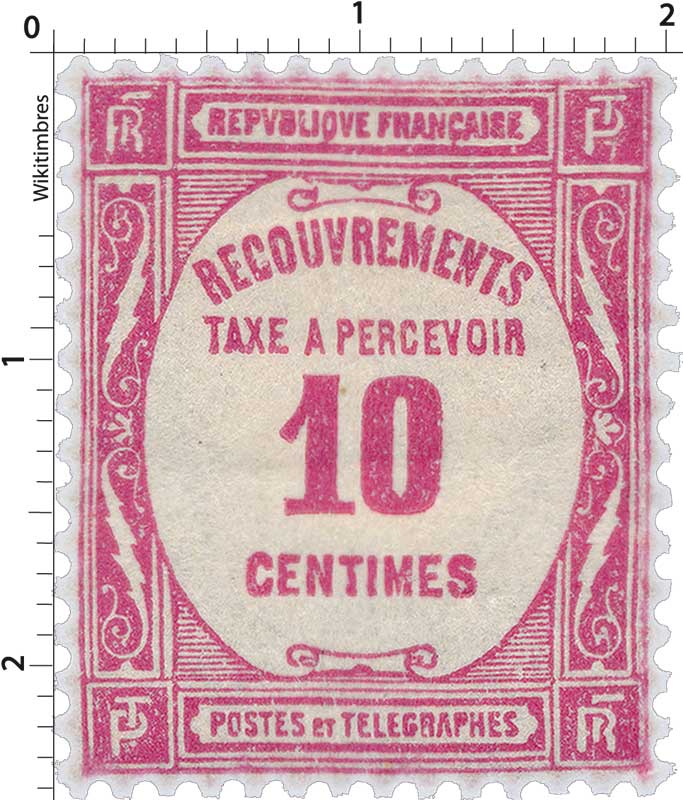 0 1 2
Wikitimbres
RF
REPVBLIQVE FRANÇAISE
PT
RECOUVREMENTS
TAXE A PERCEVOIR
1
10
CENTIMES
2
PT
POSTES ET TELEGRAPHES
RF